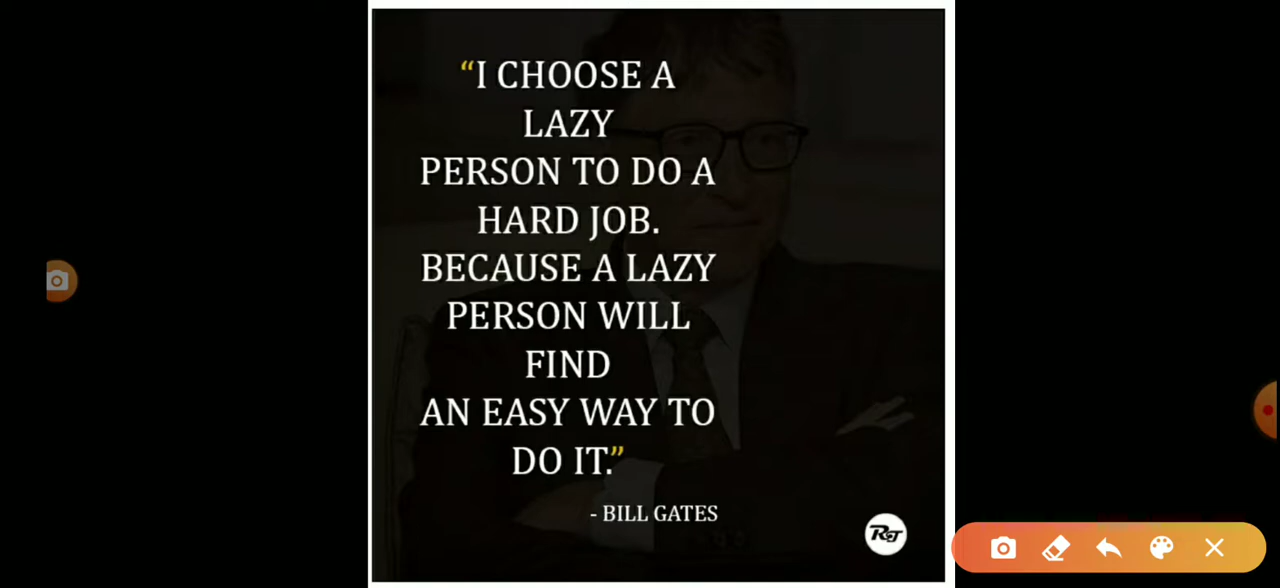 “I CHOOSE A
LAZY
PERSON TO DO A
HARD JOB.
BECAUSE A LAZY
PERSON WILL
FIND
AN EASY WAY TO
DO IT.”
- BILL GATES
R&J